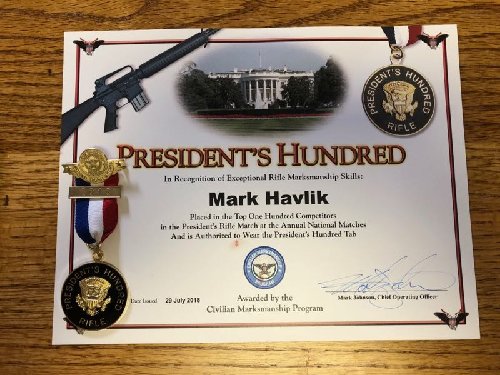 PRESIDENT'S HUNDRED
RIFLE
PRESIDENT'S HUNDRED
In Recognition of Exceptional Rifle Marksmanship Skills:
Mark Havlik
Placed in the Top One Hundred Competitors
in the President's Rifle Match at the Annual National Matches
And is Authorized to Wear the President's Hundred Tab
PRESIDENT'S HUNDRED
RIFLE
Date Issued 29 July 2018
Awarded by the
Civilian Marksmanship Program
Mark Johnson, Chief Operating Officer